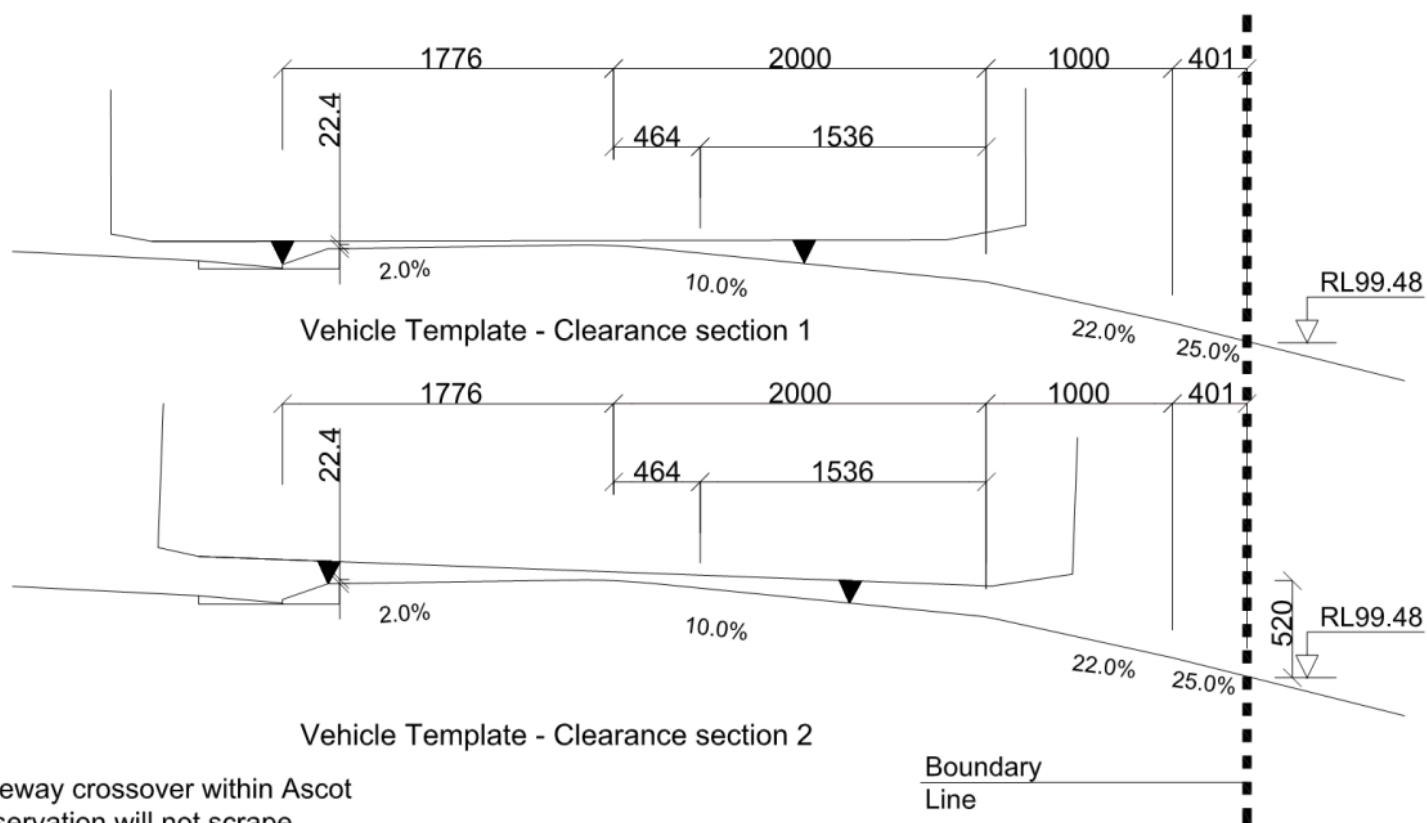 1776 2000 1000 401
22.4
464 1536
2.0%
10.0%
RL99.48
Vehicle Template - Clearance section 1
22.0%
25.0%
1776 2000 1000 401
22.4
464 1536
2.0%
10.0%
520
RL99.48
22.0%
25.0%
Vehicle Template - Clearance section 2
Boundary
Line
eway crossover within Ascot
servation will not scrape